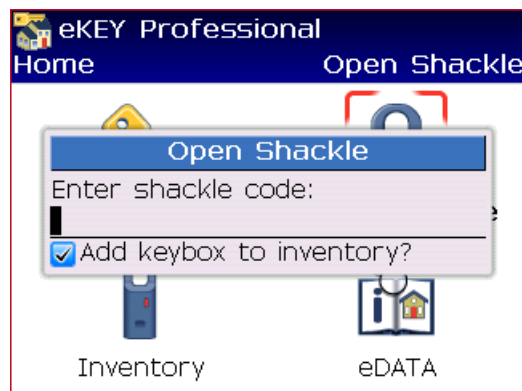 eKEY Professional
Home Open Shackle
Open Shackle
Enter shackle code:
Add keybox to inventory?
Inventory eDATA